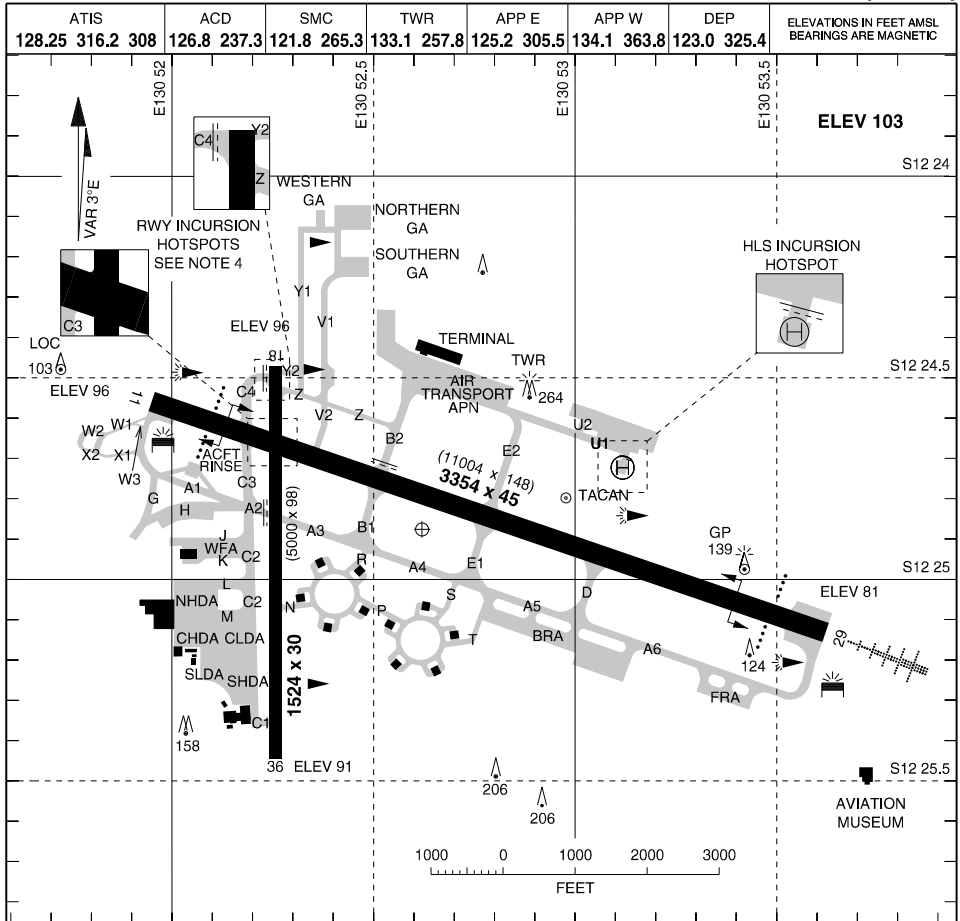 ATIS
128.25 316.2 308
ACD
126.8 237.3
SMC
121.8 265.3
TWR
133.1 257.8
APP E
125.2 305.5
APP W
134.1 363.8
DEP
123.0 325.4
ELEVATIONS IN FEET AMSL
BEARINGS ARE MAGNETIC
E130 52
E130 52.5
E130 53
E130 53.5
ELEV 103
VAR 3°E
C4
Y2
Z
S12 24
WESTERN
GA
NORTHERN
GA
SOUTHERN
GA
RWY INCURSION
HOTSPOTS
SEE NOTE 4
HLS INCURSION
HOTSPOT
H
C3
Y1
V1
ELEV 96
LOC
103
TERMINAL
TWR
264
18
Y2
S12 24.5
ELEV 96
11
C4
Z
AIR
TRANSPORT
APN
V2
Z
U2
W2
W1
X2
X1
W3
ACFT
RINSE
B2
E2
U1
H
(11004 x 148)
3354 x 45
TACAN
G
A1
C3
H
A2
(5000 x 98)
A3
B1
GP
139
J
WFA
K
C2
R
A4
E1
S12 25
ELEV 81
L
NHDA
C2
M
N
P
S
A5
D
BRA
T
A6
29
CHDA
CLDA
124
SLDA
SHDA
1524 x 30
FRA
C1
158
36
ELEV 91
S12 25.5
206
206
AVIATION
MUSEUM
1000 0 1000 2000 3000
FEET